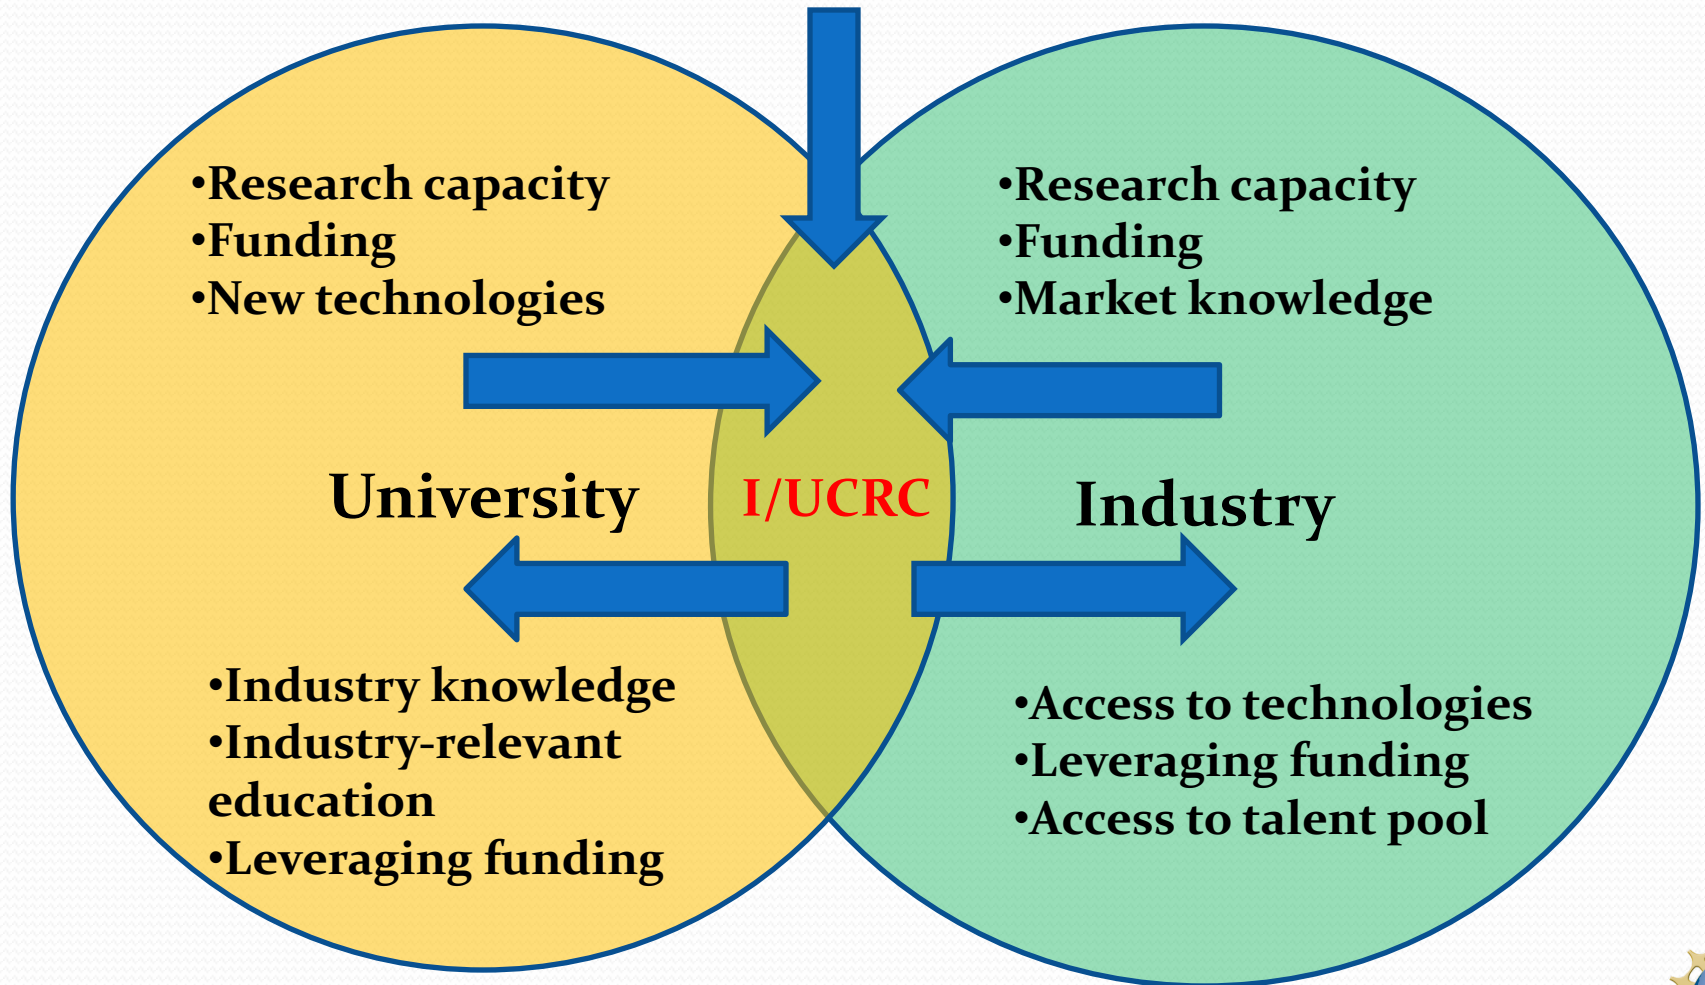 •Research capacity
•Funding
•New technologies
•Research capacity
•Funding
•Market knowledge
University
I/UCRC
Industry
•Industry knowledge
•Industry-relevant
education
•Leveraging funding
•Access to technologies
•Leveraging funding
•Access to talent pool